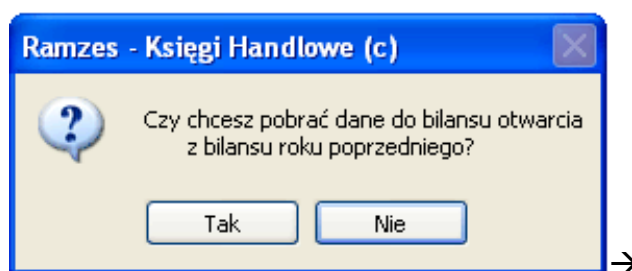 Ramzes - Księgi Handlowe (c)
Czy chcesz pobrać dane do bilansu otwarcia
z bilansu roku poprzedniego?
Tak
Nie
→